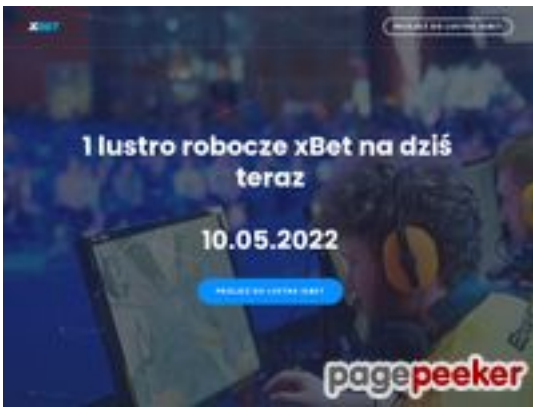 XBET
1 lustro robocze xBet na dziś
teraz
10.05.2022
pagepeeker